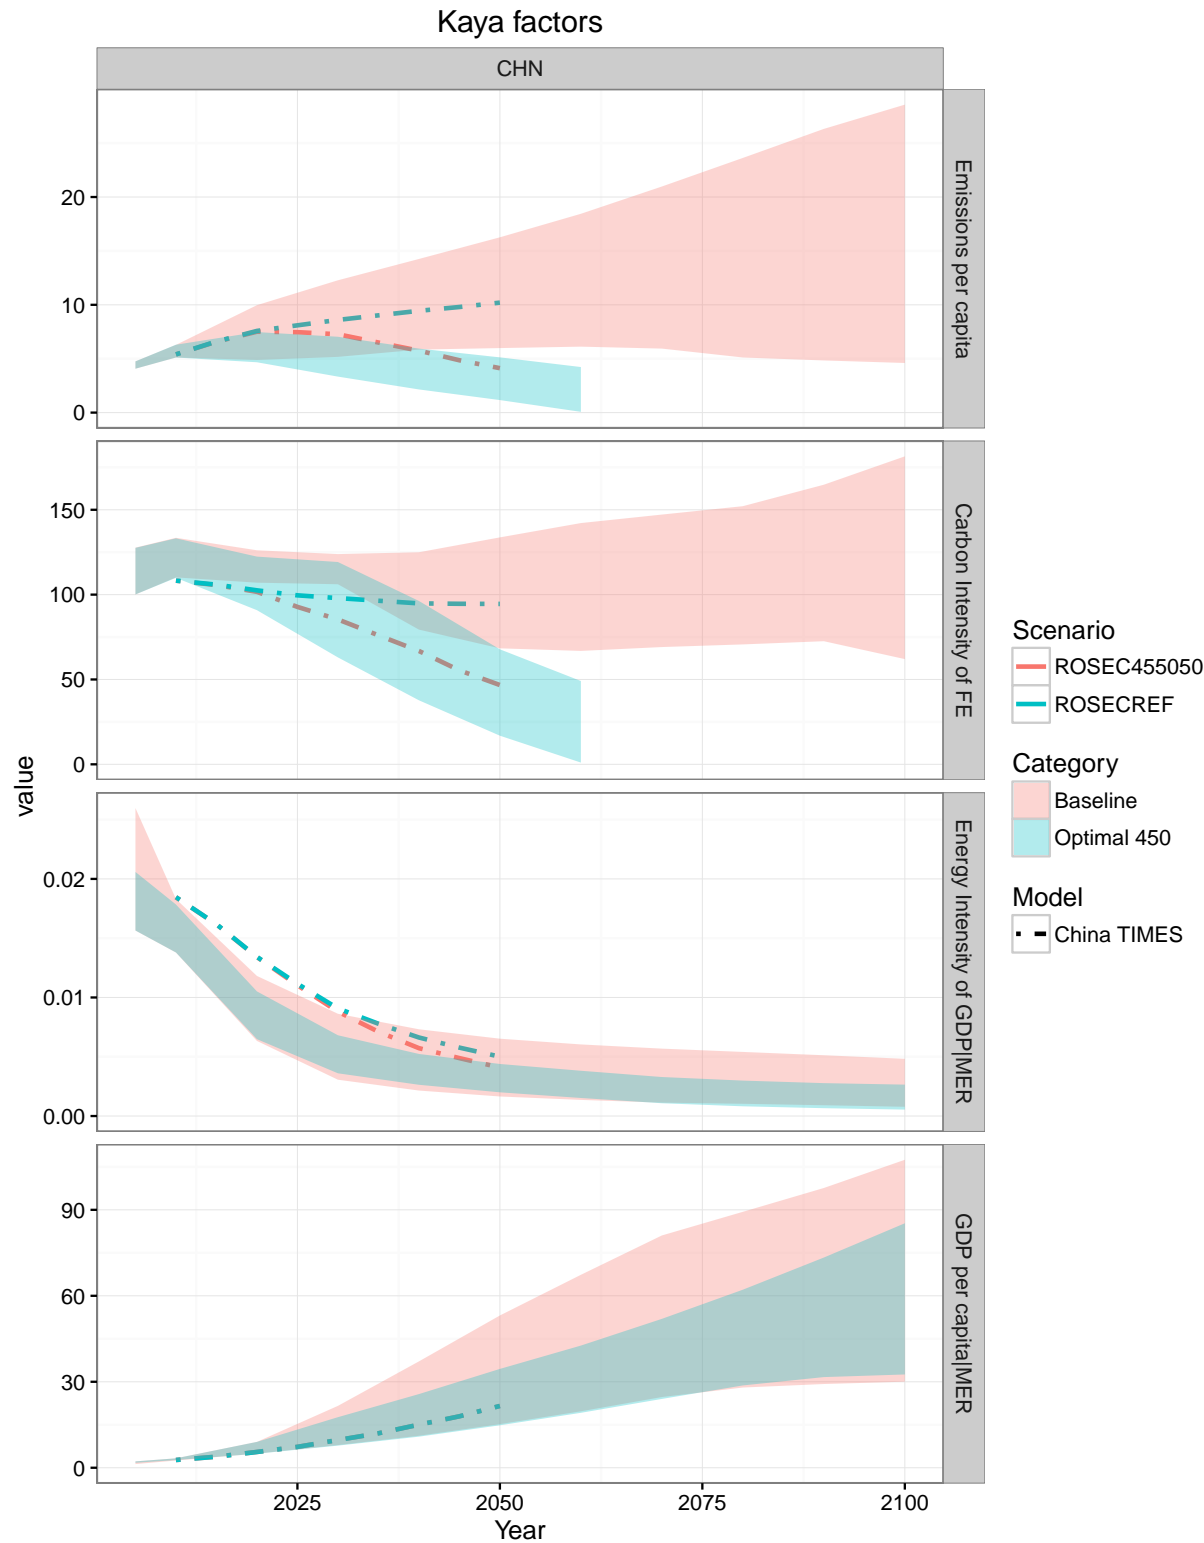 Kaya factors
CHN
Emissions per capita
20
10
0
Carbon Intensity of FE
150
100
50
0
Energy Intensity of GDP|MER
0.02
0.01
0.00
GDP per capita|MER
90
60
30
0
value
2025
2050
2075
2100
Year
Scenario
ROSEC455050
ROSECREF
Category
Baseline
Optimal 450
Model
China TIMES